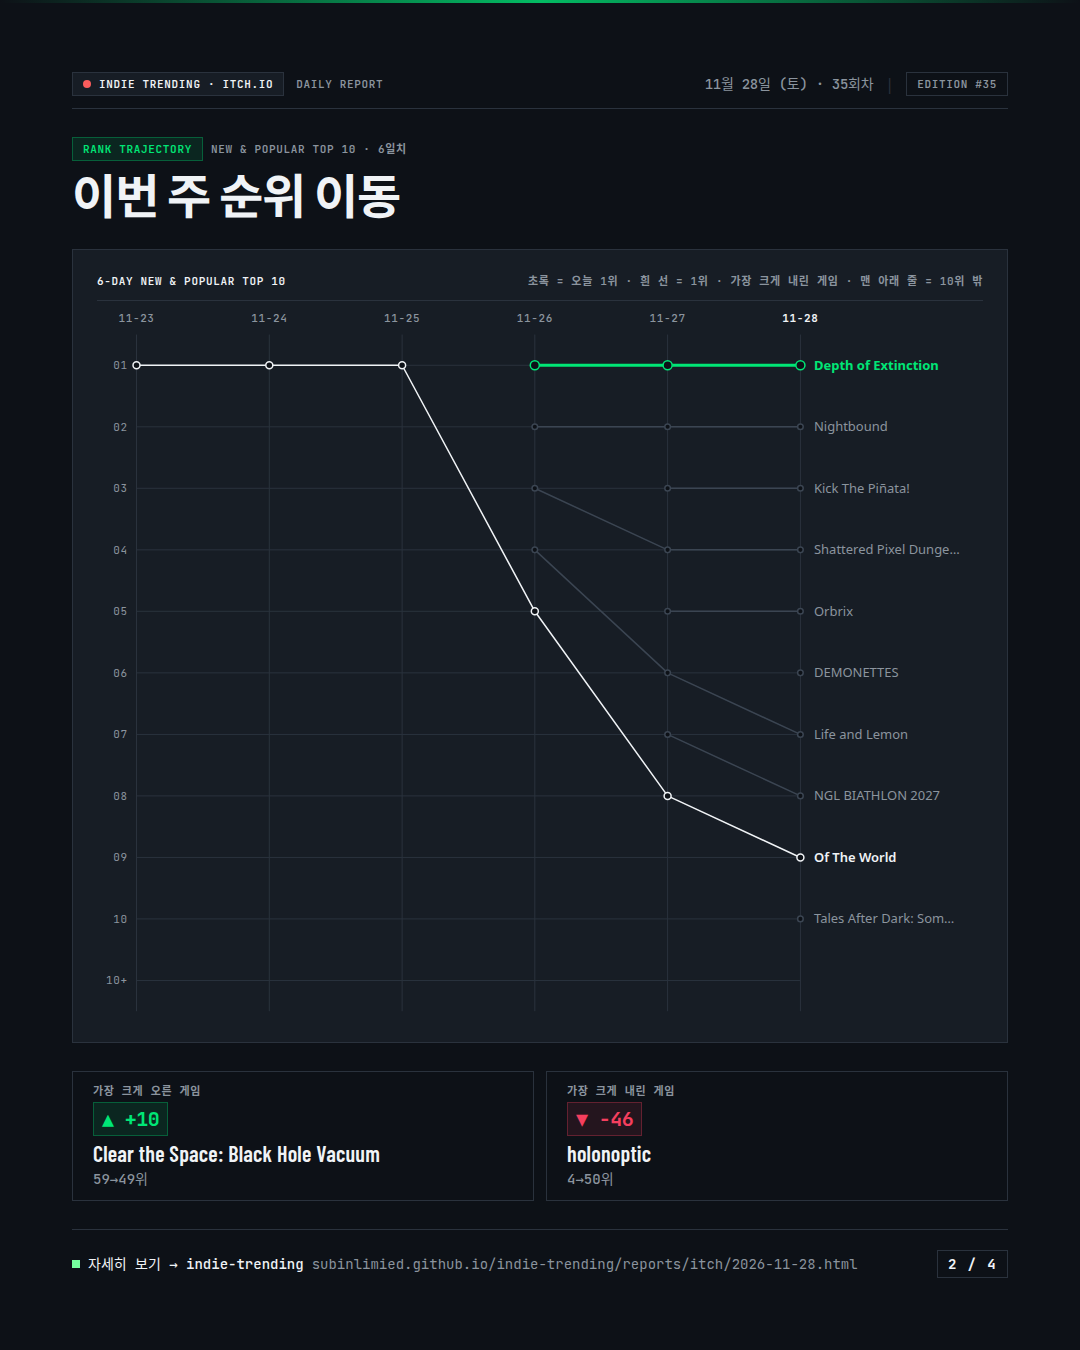 INDIE TRENDING · ITCH.IO DAILY REPORT 11월 28일 (토) · 35회차 EDITION #35
RANK TRAJECTORY NEW & POPULAR TOP 10 · 6일치
이번 주 순위 이동
6-DAY NEW & POPULAR TOP 10 초록 = 오늘 1위 · 흰 선 = 1위 · 가장 크게 내린 게임 · 맨 아래 줄 = 10위 밖
11-23 11-24 11-25 11-26 11-27 11-28
01 Depth of Extinction
02 Nightbound
03 Kick The Piñata!
04 Shattered Pixel Dunge...
05 Orbrix
06 DEMONETTES
07 Life and Lemon
08 NGL BIATHLON 2027
09 Of The World
10 Tales After Dark: Som...
10+
가장 크게 오른 게임
▲ +10
Clear the Space: Black Hole Vacuum
59→49위
가장 크게 내린 게임
▼ -46
holonoptic
4→50위
자세히 보기 → indie-trending subinlimied.github.io/indie-trending/reports/itch/2026-11-28.html 2 / 4